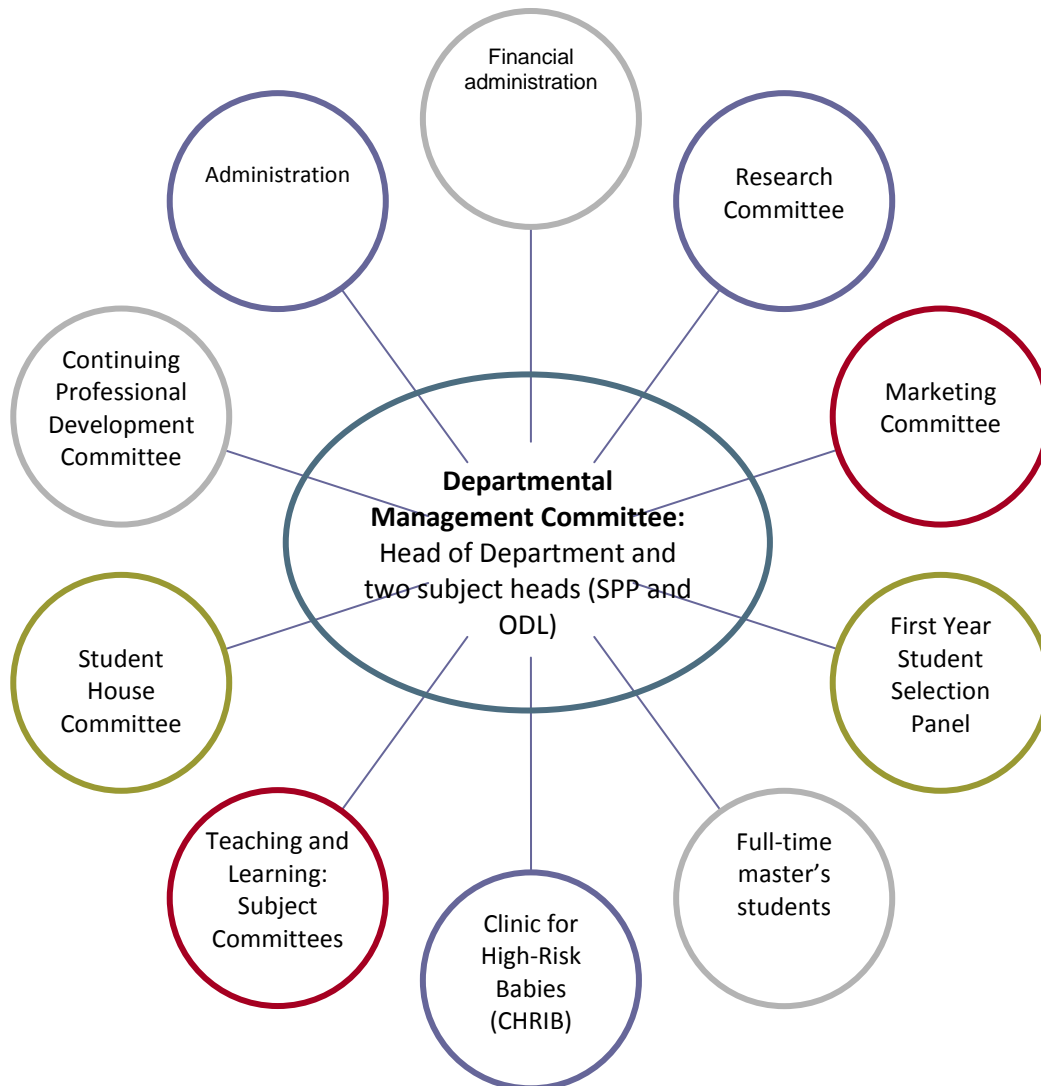 Financial
administration
Administration
Research
Committee
Continuing
Professional
Development
Committee
Marketing
Committee
Departmental
Management Committee:
Head of Department and
two subject heads (SPP and
ODL)
Student
House
Committee
First Year
Student
Selection
Panel
Teaching and
Learning:
Subject
Committees
Clinic for
High-Risk
Babies
(CHRIB)
Full-time
master’s
students